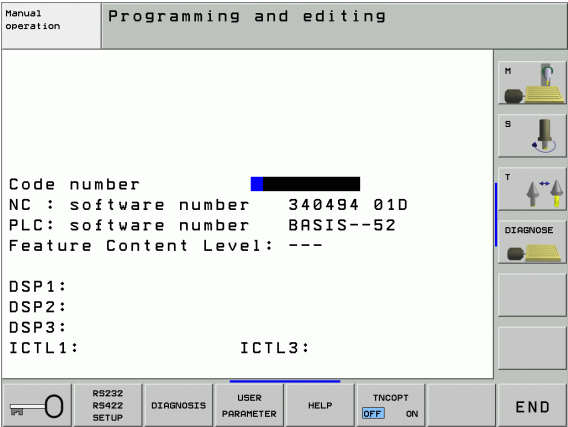 Manual
operation
Programming and editing
M
S
T
DIAGNOSE
Code number
NC : software number 340494 01D
PLC: software number BASIS--52
Feature Content Level: ---
DSP1:
DSP2:
DSP3:
ICTL1: ICTL3:
RS232
RS422
SETUP
DIAGNOSIS
USER
PARAMETER
HELP
TNCOPT
OFF ON
END